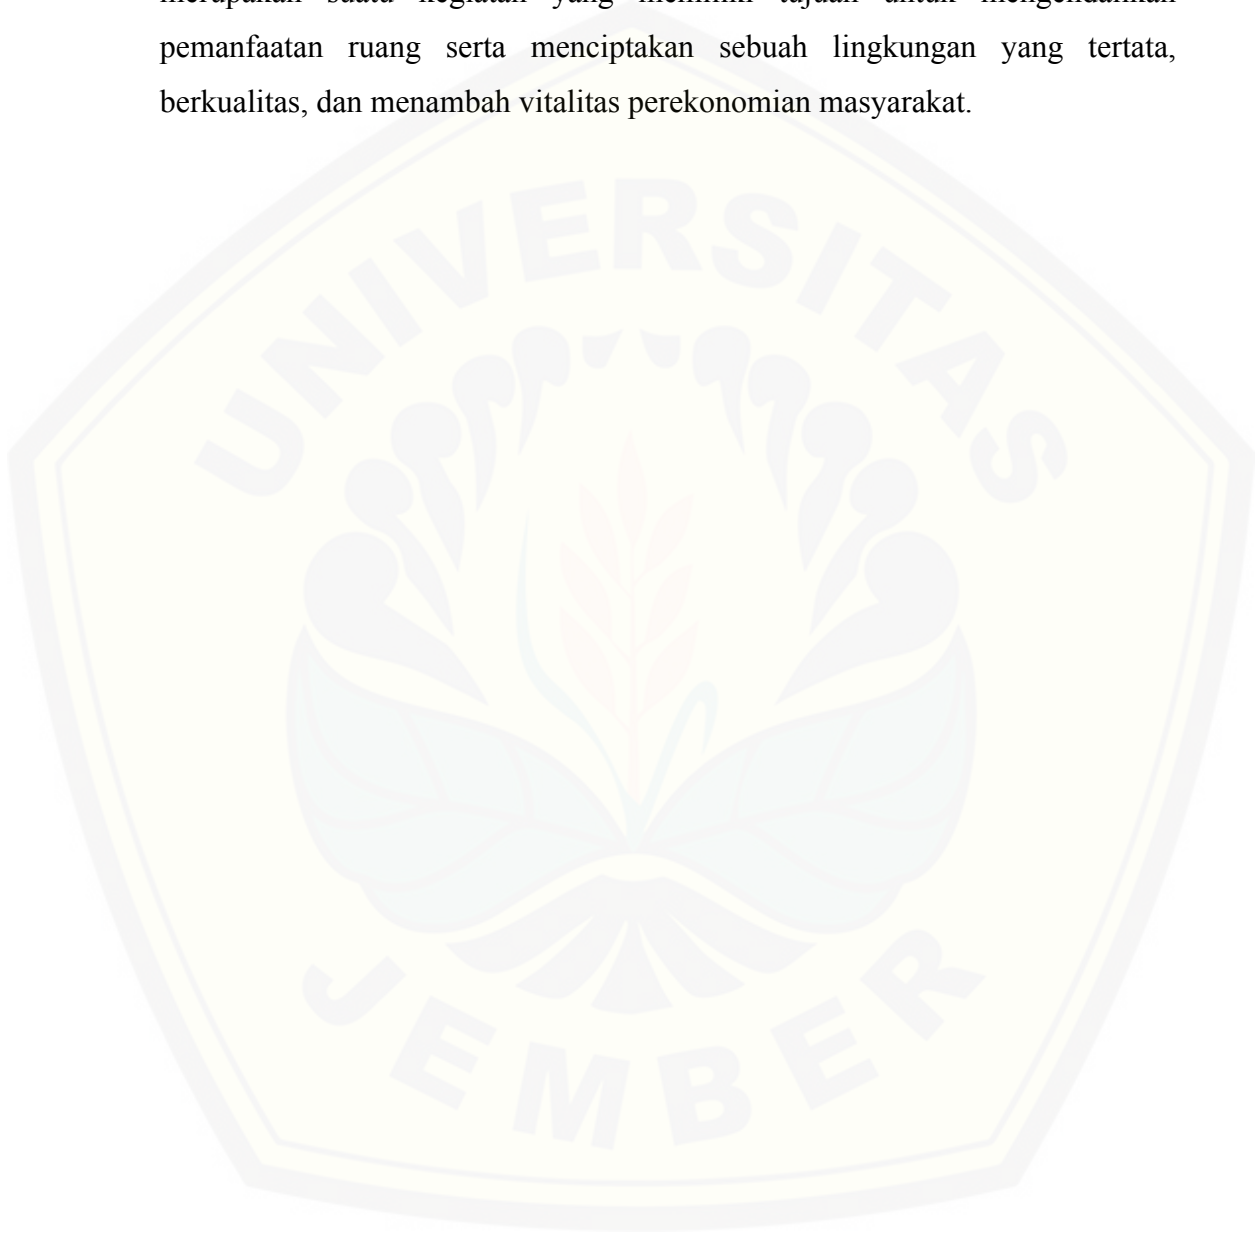 merupakan suatu kegiatan yang memiliki tujuan untuk mengendalikan
pemanfaatan ruang serta menciptakan sebuah lingkungan yang tertata,
berkualitas, dan menambah vitalitas perekonomian masyarakat.
UNIVERSITAS
JEMBER